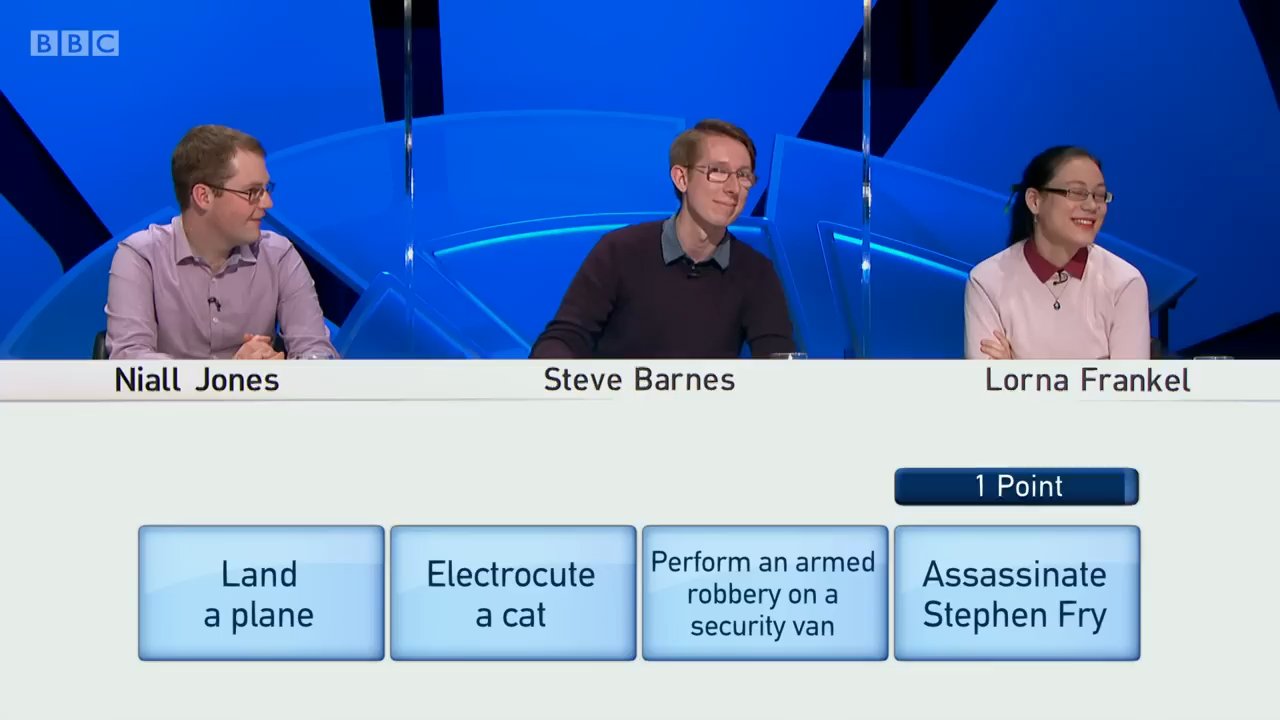 BBC
Niall Jones
Steve Barnes
Lorna Frankel
1 Point
Land
a plane
Electrocute
a cat
Perform an armed
robbery on a
security van
Assassinate
Stephen Fry